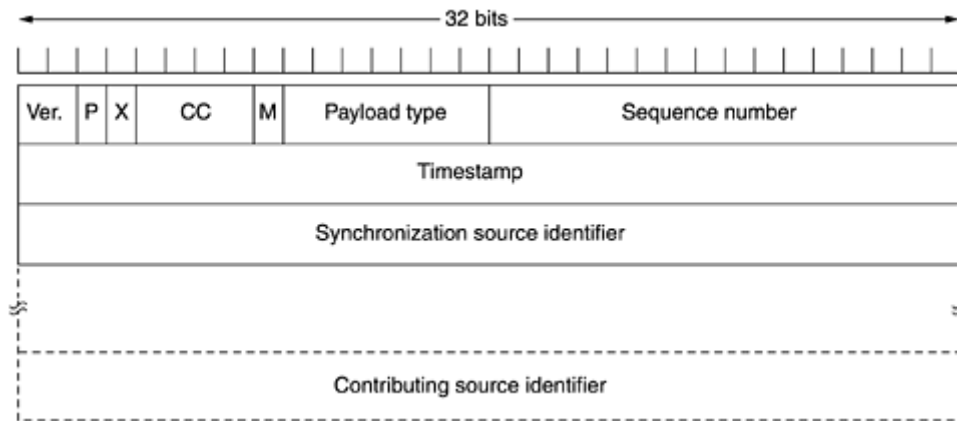 32 bits
Ver. P X CC M Payload type Sequence number
Timestamp
Synchronization source identifier
Contributing source identifier